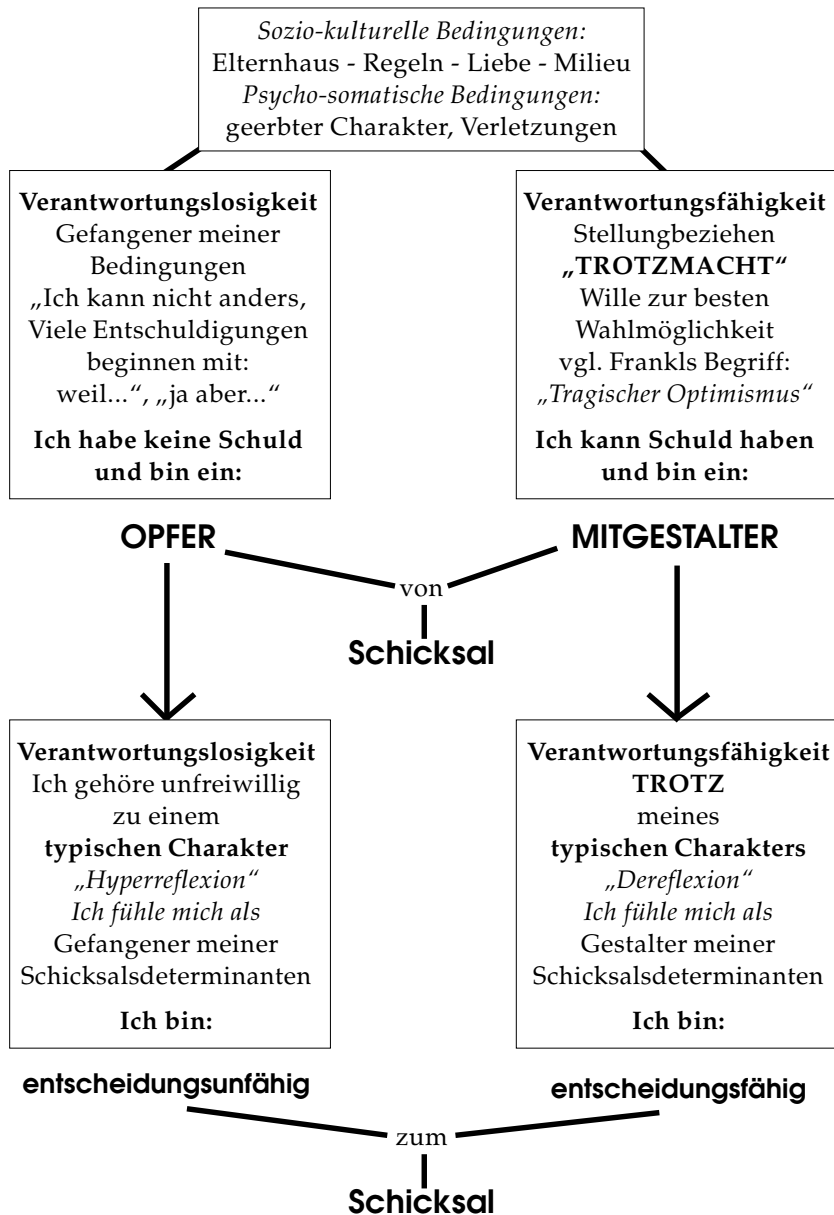 Sozio-kulturelle Bedingungen:
Elternhaus - Regeln - Liebe - Milieu
Psycho-somatische Bedingungen:
geerbter Charakter, Verletzungen
Verantwortungslosigkeit
Gefangener meiner
Bedingungen
„Ich kann nicht anders,
Viele Entschuldigungen
beginnen mit:
weil...“, „ja aber...“
Ich habe keine Schuld
und bin ein:
Verantwortungsfähigkeit
Stellungbeziehen
„TROTZMACHT“
Wille zur besten
Wahlmöglichkeit
vgl. Frankls Begriff:
„Tragischer Optimismus“
Ich kann Schuld haben
und bin ein:
OPFER
MITGESTALTER
von
Schicksal
Verantwortungslosigkeit
Ich gehöre unfreiwillig
zu einem
typischen Charakter
„Hyperreflexion“
Ich fühle mich als
Gefangener meiner
Schicksalsdeterminanten
Ich bin:
Verantwortungsfähigkeit
TROTZ
meines
typischen Charakters
„Dereflexion“
Ich fühle mich als
Gestalter meiner
Schicksalsdeterminanten
Ich bin:
entscheidungsunfähig
entscheidungsfähig
zum
Schicksal